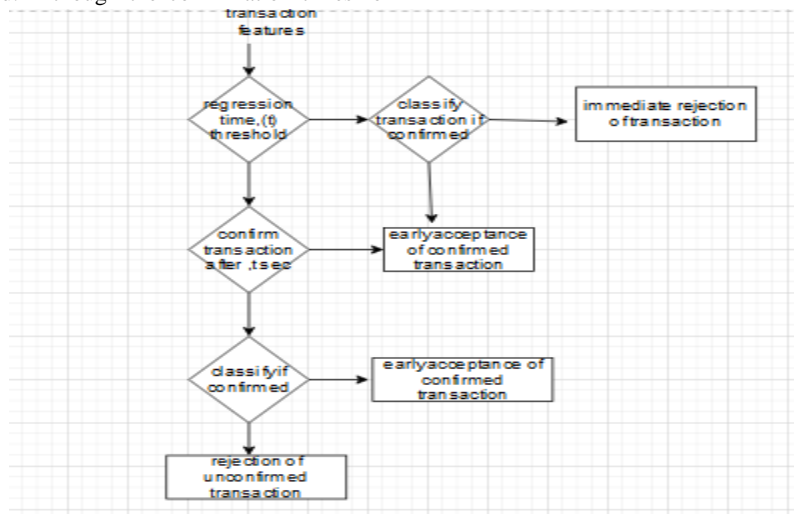 transaction
features
regression
time,(t)
threshold
classify
transaction if
confirmed
immediate rejection
of transaction
confirm
transaction
after ,t sec
early acceptance
of confirmed
transaction
classify if
confirmed
early acceptance of
confirmed
transaction
rejection of
unconfirmed
transaction